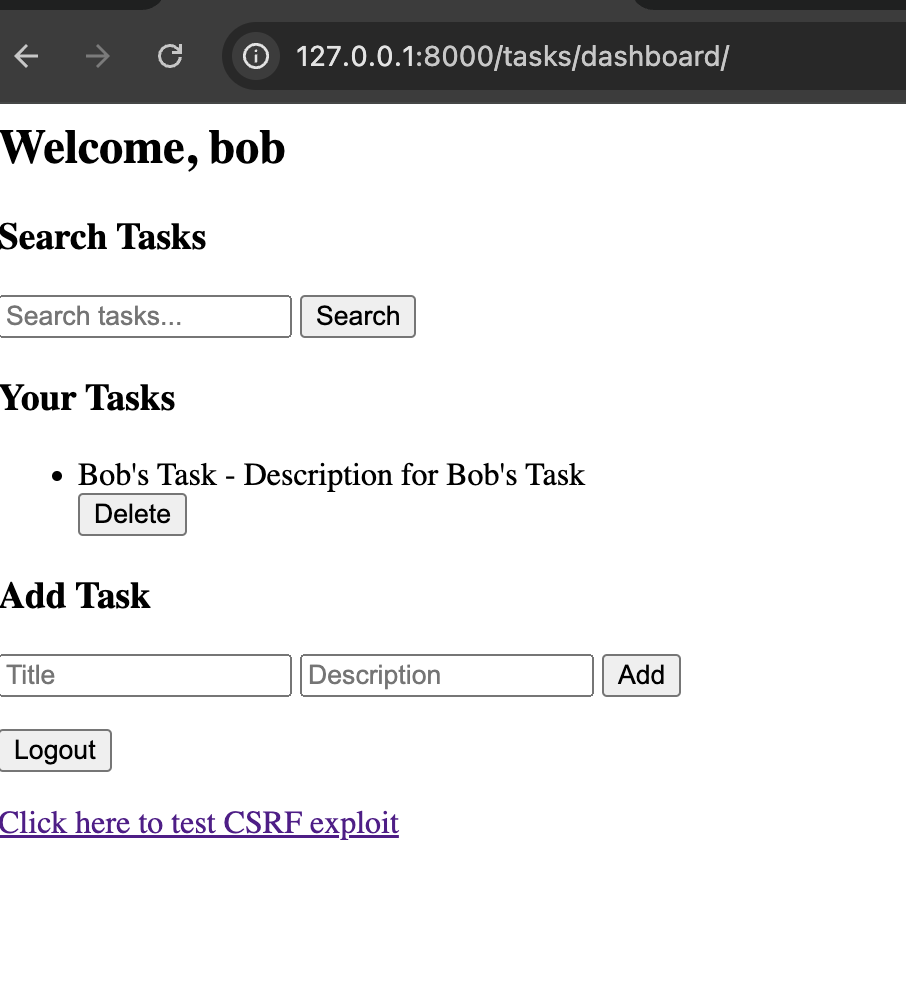 127.0.0.1:8000/tasks/dashboard/
Welcome, bob
Search Tasks
Search tasks... Search
Your Tasks
• Bob's Task - Description for Bob's Task
Delete
Add Task
Title Description Add
Logout
Click here to test CSRF exploit